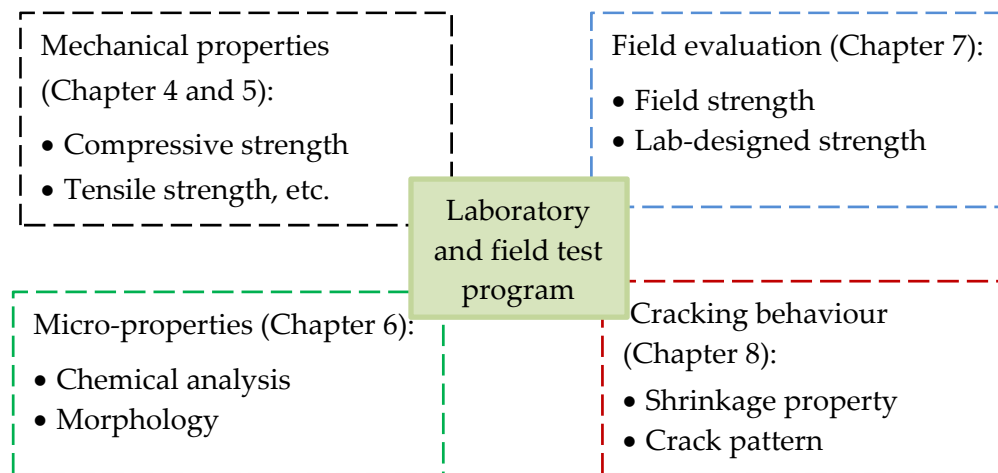 Mechanical properties
(Chapter 4 and 5):
• Compressive strength
• Tensile strength, etc.
Field evaluation (Chapter 7):
• Field strength
• Lab-designed strength
Laboratory
and field test
program
Micro-properties (Chapter 6):
• Chemical analysis
• Morphology
Cracking behaviour
(Chapter 8):
• Shrinkage property
• Crack pattern